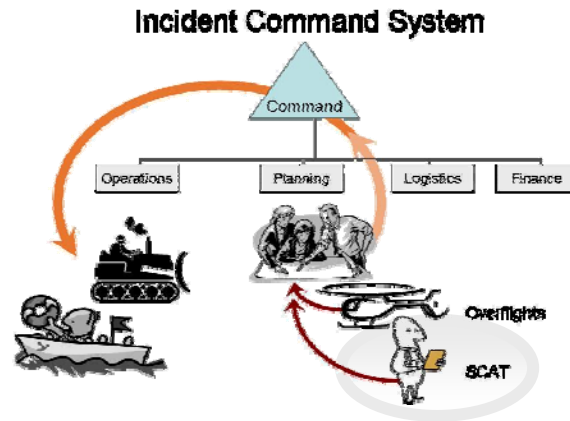 Incident Command System
Command
Operations
Planning
Logistics
Finance
Overflights
SCAT